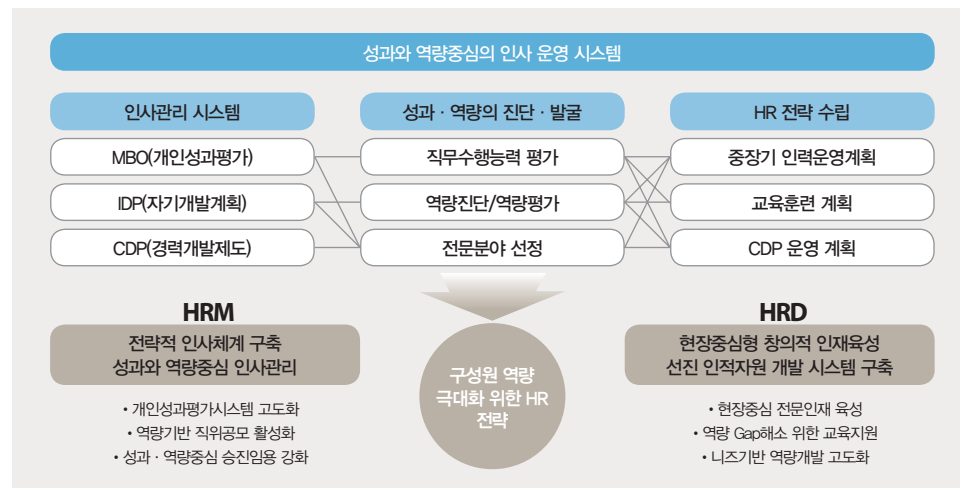 성과와 역량중심의 인사 운영 시스템
인사관리 시스템
성과 · 역량의 진단 · 발굴
HR 전략 수립
MBO(개인성과평가)
직무수행능력 평가
중장기 인력운영계획
IDP(자기개발계획)
역량진단/역량평가
교육훈련 계획
CDP(경력개발제도)
전문분야 선정
CDP 운영 계획
HRM
전략적 인사체계 구축
성과와 역량중심 인사관리
• 개인성과평가시스템 고도화
• 역량기반 직위공모 활성화
• 성과 · 역량중심 승진임용 강화
구성원 역량
극대화 위한 HR
전략
HRD
현장중심형 창의적 인재육성
선진 인적자원 개발 시스템 구축
• 현장중심 전문인재 육성
• 역량 Gap해소 위한 교육지원
• 니즈기반 역량개발 고도화